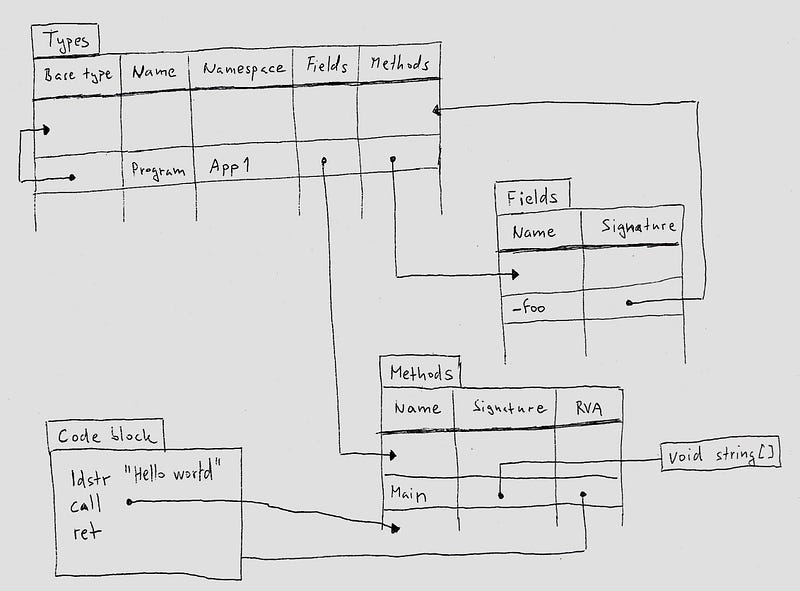 Types
Base type Name Namespace Fields Methods
Program App1
Fields
Name Signature
-foo
Methods
Name Signature RVA
Main
void string[]
Code block
ldstr "Hello world"
call
ret